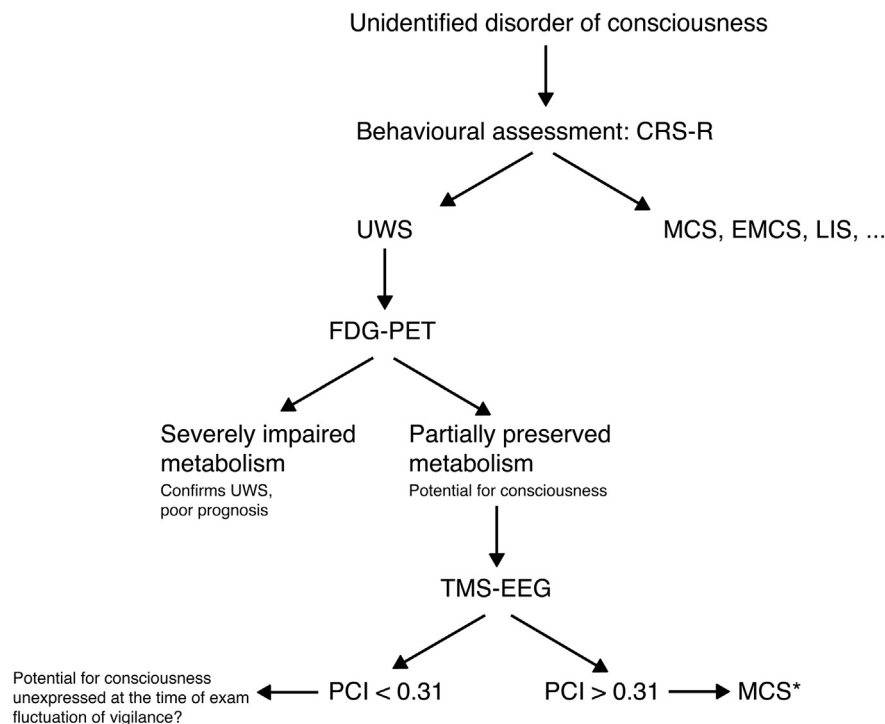 Unidentified disorder of consciousness
Behavioural assessment: CRS-R
UWS
MCS, EMCS, LIS, ...
FDG-PET
Severely impaired
metabolism
Confirms UWS,
poor prognosis
Partially preserved
metabolism
Potential for consciousness
TMS-EEG
Potential for consciousness
unexpressed at the time of exam
fluctuation of vigilance?
PCI < 0.31
PCI > 0.31
MCS*